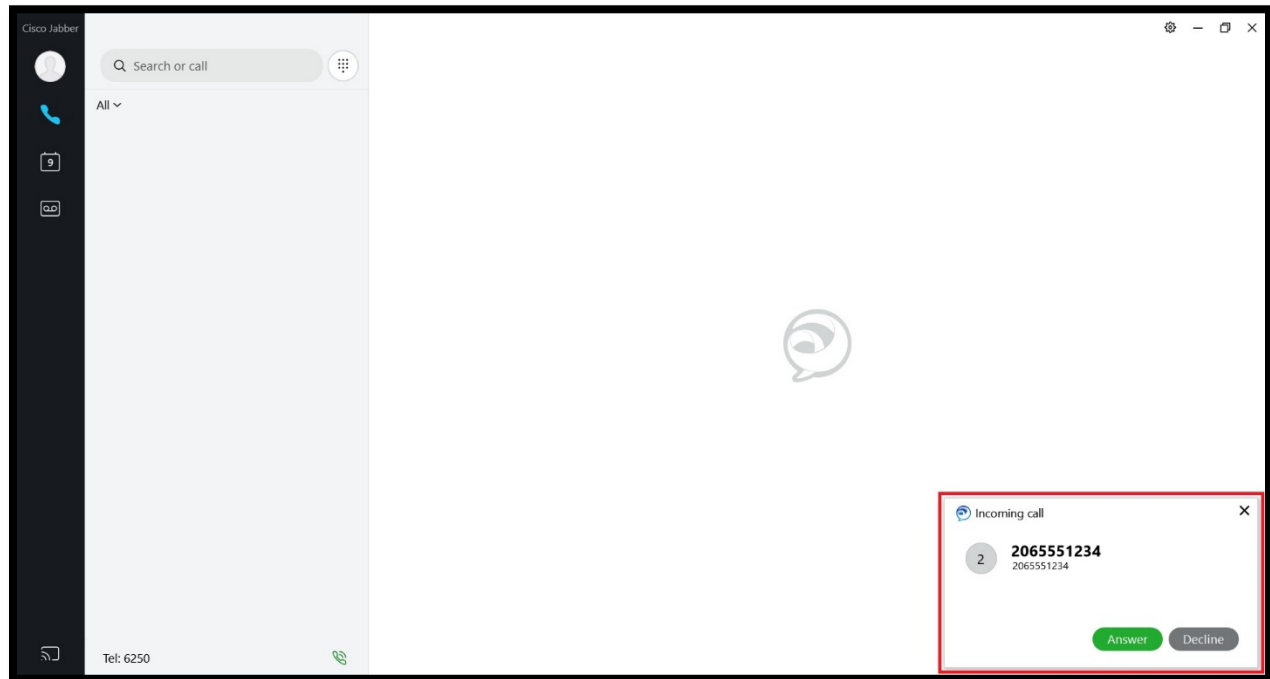 Cisco Jabber
Search or call
All
9
Incoming call
2
2065551234
2065551234
Answer
Decline
Tel: 6250